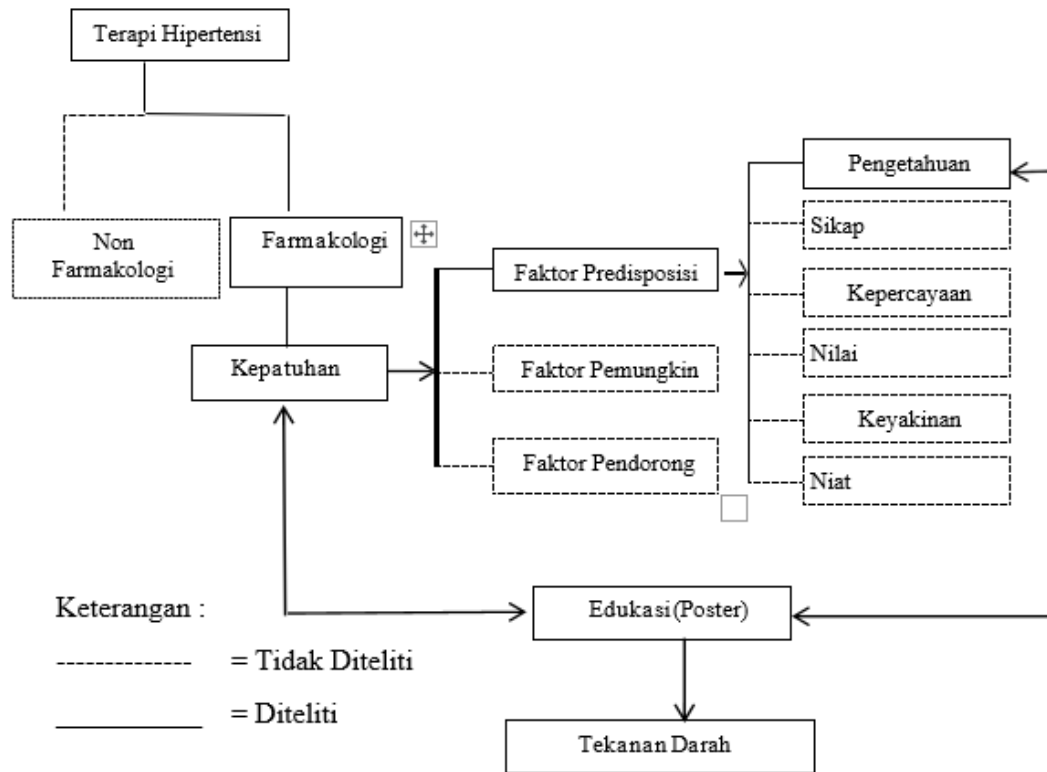 Terapi Hipertensi
Non
Farmakologi
Farmakologi
Kepatuhan
Faktor Predisposisi
Faktor Pemungkin
Faktor Pendorong
Pengetahuan
Sikap
Kepercayaan
Nilai
Keyakinan
Niat
Edukasi (Poster)
Tekanan Darah
Keterangan :
= Tidak Diteliti
= Diteliti